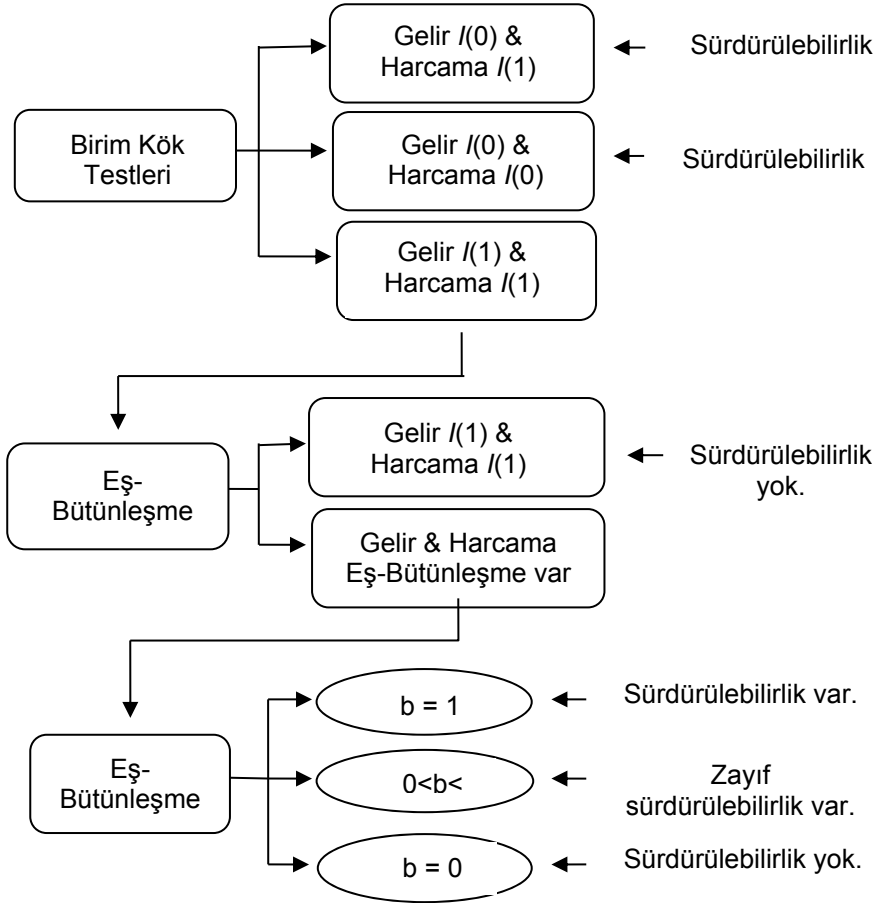 Gelir I(0) &
Harcama I(1)
Sürdürülebilirlik
Birim Kök
Testleri
Gelir I(0) &
Harcama I(0)
Sürdürülebilirlik
Gelir I(1) &
Harcama I(1)
Eş-
Bütünleşme
Gelir I(1) &
Harcama I(1)
Sürdürülebilirlik
yok.
Gelir & Harcama
Eş-Bütünleşme var
Eş-
Bütünleşme
b = 1
Sürdürülebilirlik var.
0<b<
Zayıf
sürdürülebilirlik var.
b = 0
Sürdürülebilirlik yok.